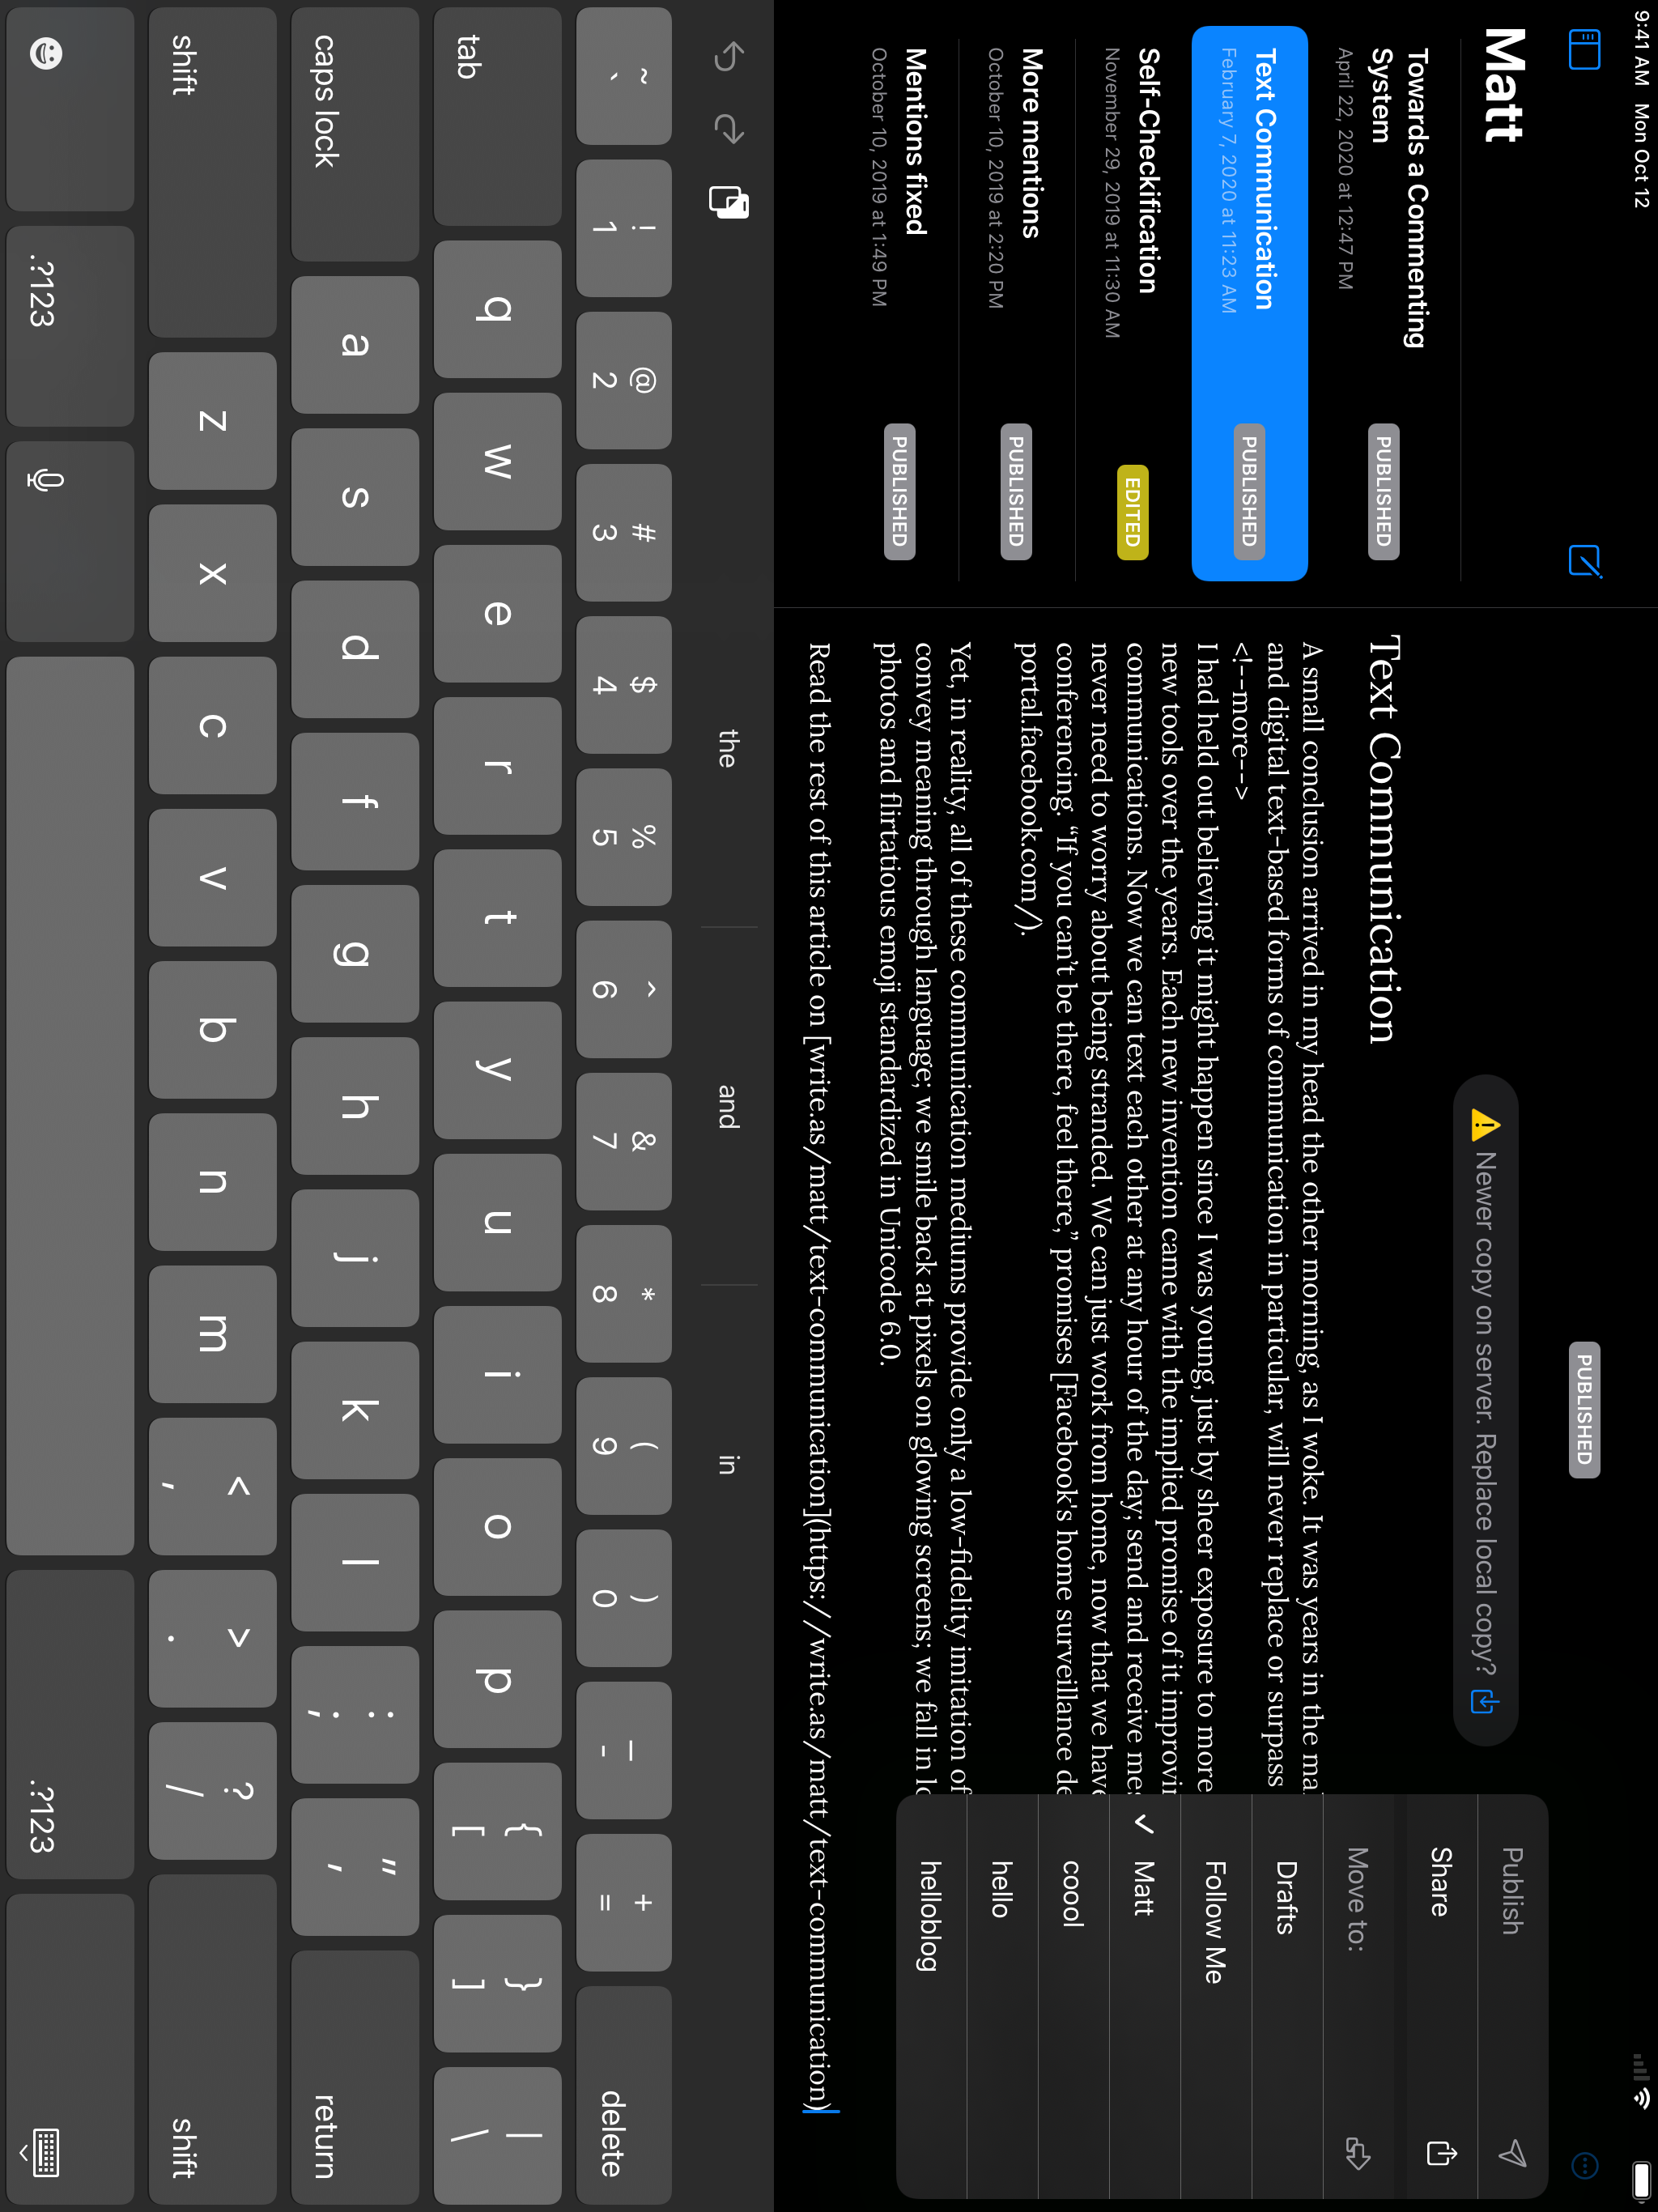 9:41 AM Mon Oct 12
Matt
Towards a Commenting
System
April 22, 2020 at 12:47 PM
PUBLISHED
Text Communication
February 7, 2020 at 11:23 AM
PUBLISHED
Self-Checkification
November 29, 2019 at 11:30 AM
EDITED
More mentions
October 10, 2019 at 2:20 PM
PUBLISHED
Mentions fixed
October 10, 2019 at 1:49 PM
PUBLISHED
PUBLISHED
⚠️ Newer copy on server. Replace local copy?
Text Communication
A small conclusion arrived in my head the other morning, as I woke. It was years in the ma
and digital text-based forms of communication in particular, will never replace or surpass
<!--more-->
I had held out believing it might happen since I was young, just by sheer exposure to more
new tools over the years. Each new invention came with the implied promise of it improvin
communications. Now we can text each other at any hour of the day; send and receive mes
never need to worry about being stranded. We can just work from home, now that we have
conferencing. “If you can’t be there, feel there,” promises [Facebook's home surveillance de
portal.facebook.com/).
Yet, in reality, all of these communication mediums provide only a low-fidelity imitation of
convey meaning through language; we smile back at pixels on glowing screens; we fall in lo
photos and flirtatious emoji standardized in Unicode 6.0.
Read the rest of this article on [write.as/matt/text-communication](https://write.as/matt/text-communication)
Publish
Share
Move to:
Drafts
Follow Me
✓ Matt
coool
hello
helloblog
the and in
~ ! @ # $ % ^ & * ( ) _ +
` 1 2 3 4 5 6 7 8 9 0 - = delete
tab q w e r t y u i o p { [ } ] | \
caps lock a s d f g h j k l : ; " ' return
shift z x c v b n m < , > . ? / shift
.?123 .?123